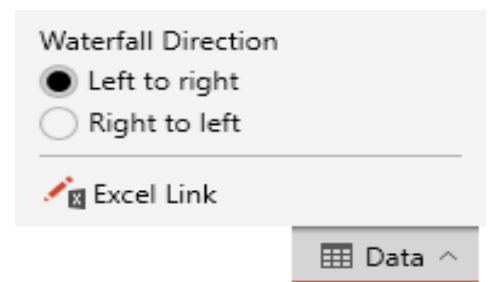 Waterfall Direction
Left to right
Right to left
Excel Link
Data